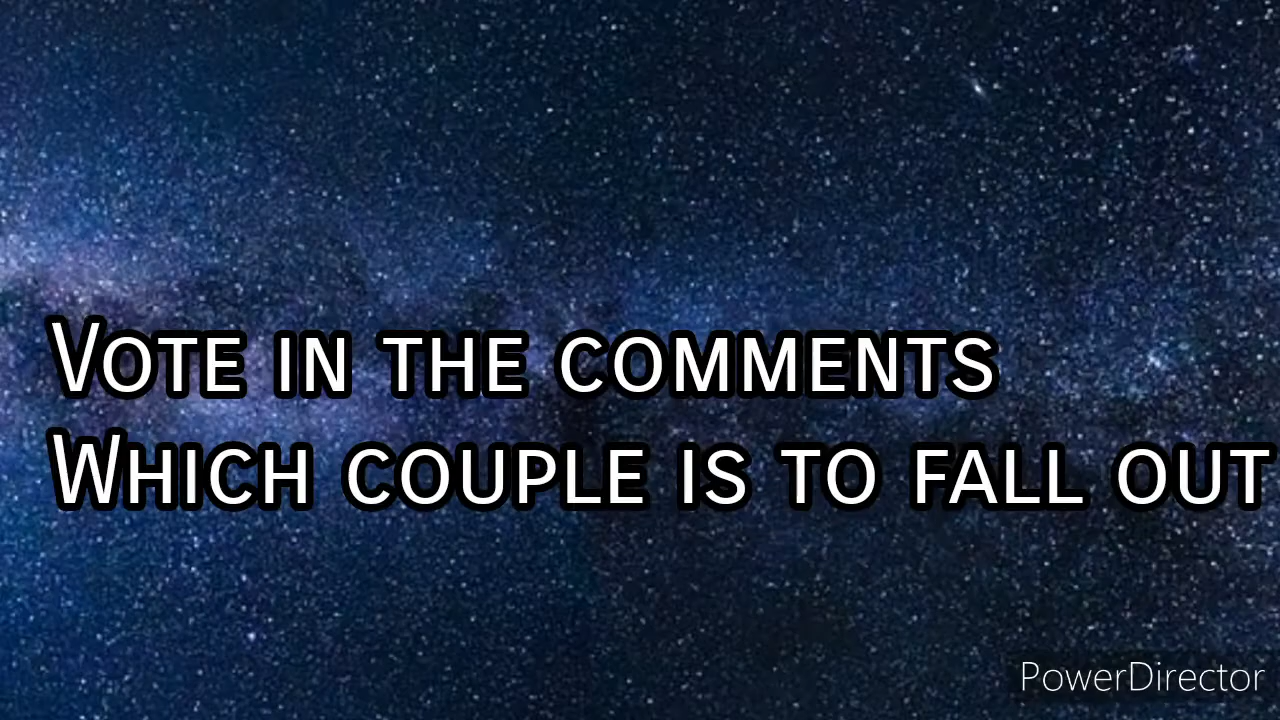 Vote in the comments
Which couple is to fall out
PowerDirector